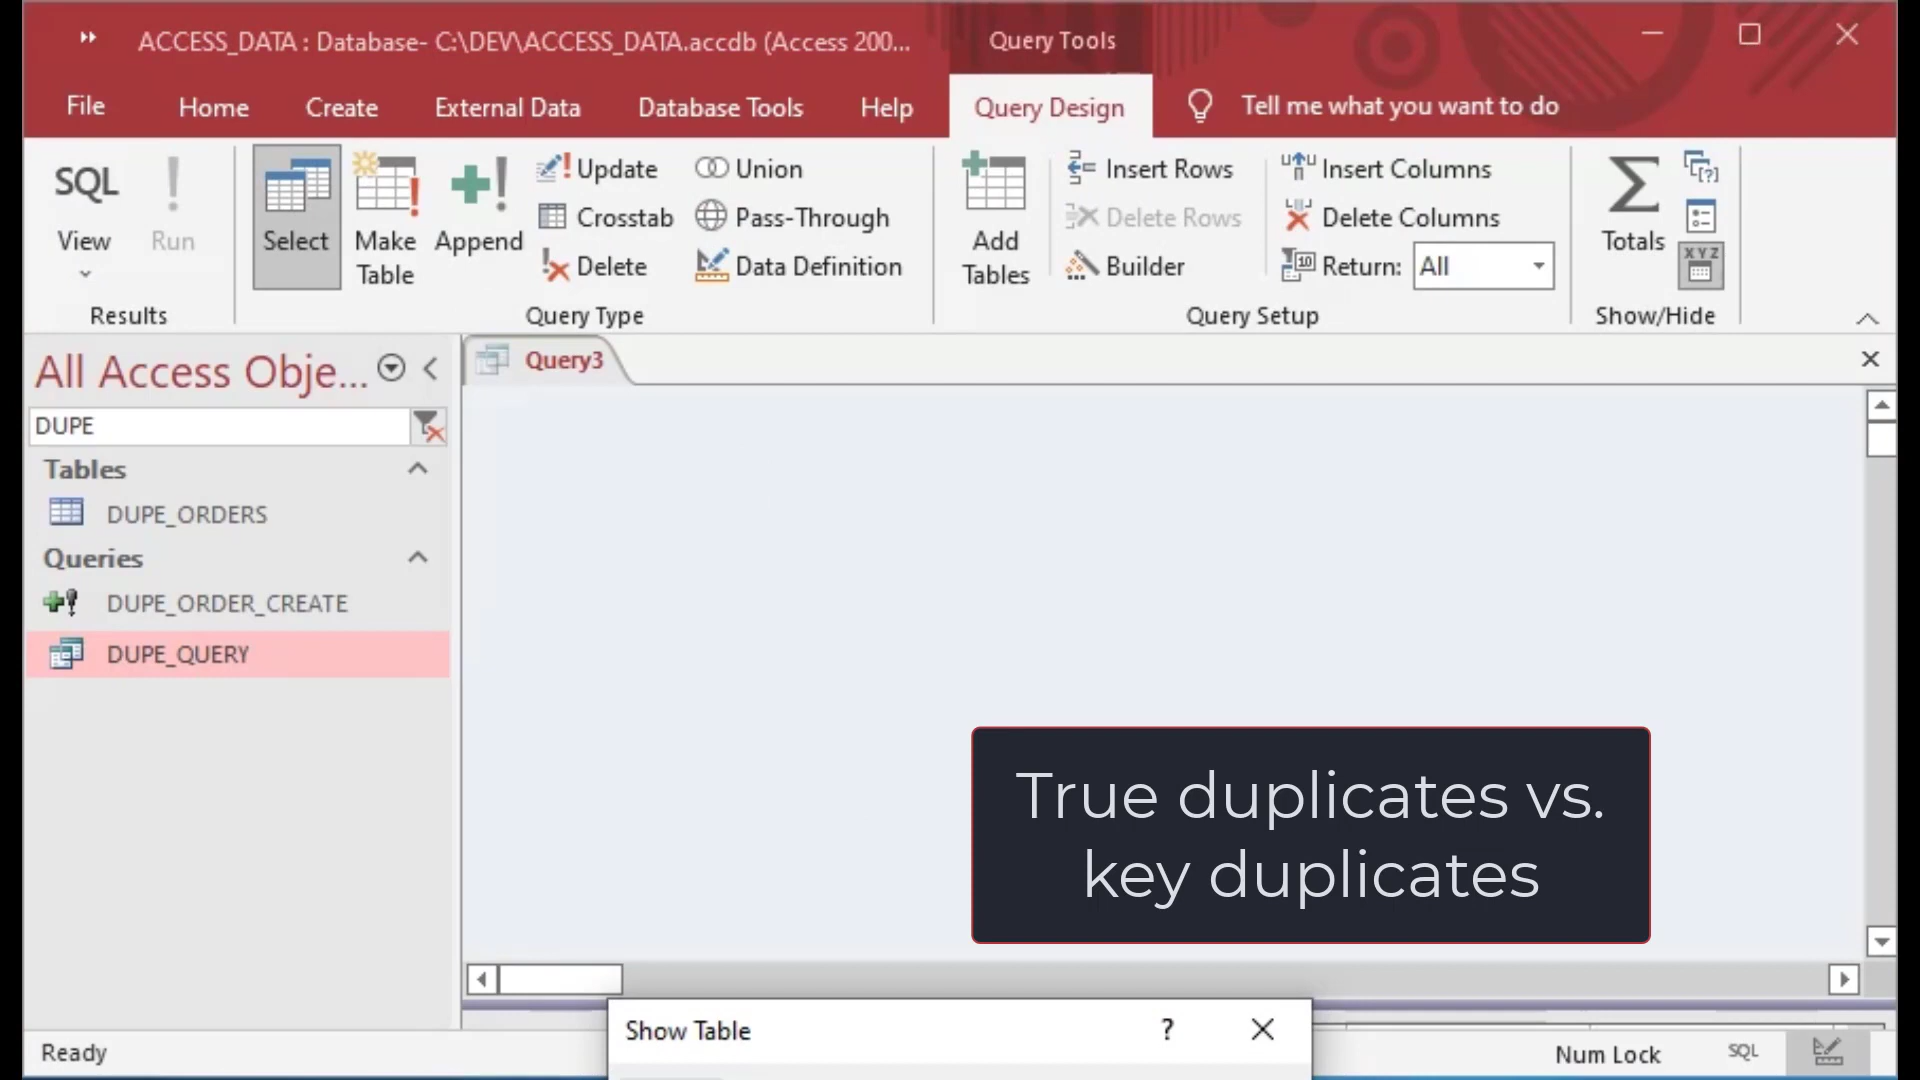 ACCESS_DATA : Database- C:\DEV\ACCESS_DATA.accdb (Access 200...
Query Tools
File Home Create External Data Database Tools Help Query Design Tell me what you want to do
SQL
View
Run
Results
Select
Make
Table
Append
Update
Crosstab
Delete
Union
Pass-Through
Data Definition
Query Type
Add
Tables
Insert Rows
Delete Rows
Builder
Insert Columns
Delete Columns
Return: All
Query Setup
Totals
XYZ
Show/Hide
All Access Obje...
DUPE
Tables
DUPE_ORDERS
Queries
DUPE_ORDER_CREATE
DUPE_QUERY
Query3
True duplicates vs.
key duplicates
Show Table ?
Ready
Num Lock SQL